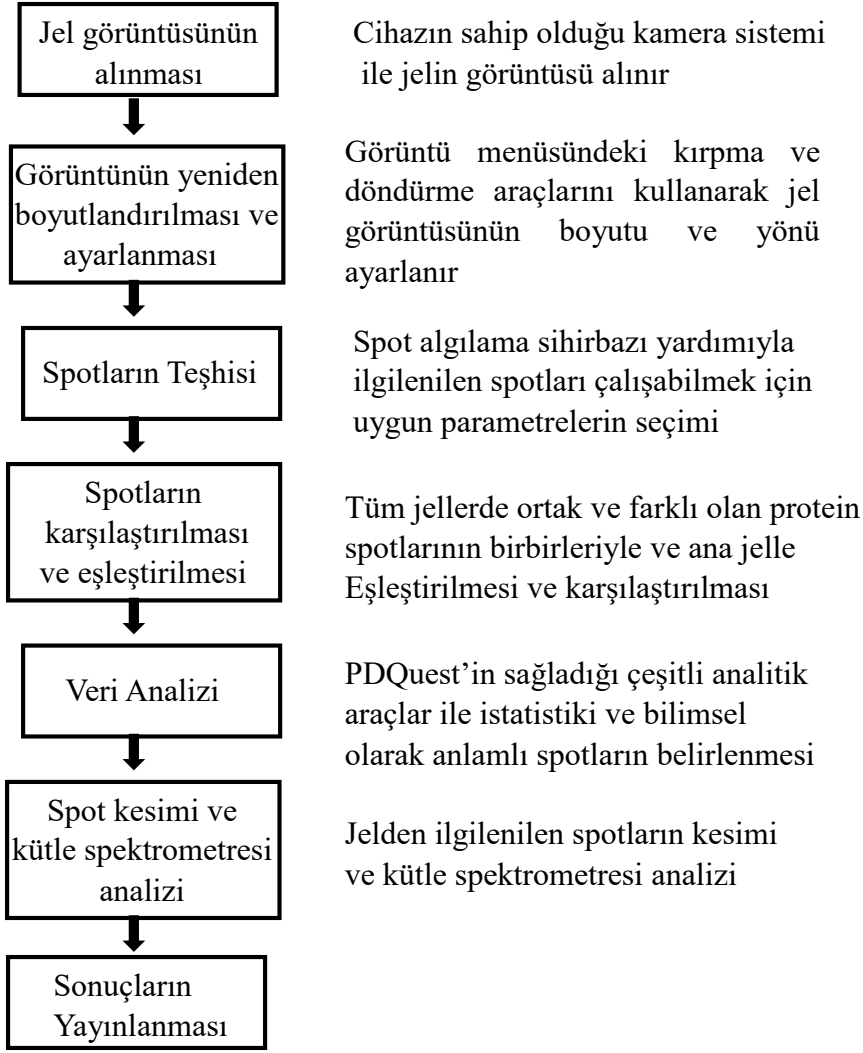 Jel görüntüsünün
alınması
Cihazın sahip olduğu kamera sistemi
ile jelin görüntüsü alınır
Görüntünün yeniden
boyutlandırılması ve
ayarlanması
Görüntü menüsündeki kırpma ve
döndürme araçlarını kullanarak jel
görüntüsünün boyutu ve yönü
ayarlanır
Spotların Teşhisi
Spot algılama sihirbazı yardımıyla
ilgilenilen spotları çalışabilmek için
uygun parametrelerin seçimi
Spotların
karşılaştırılması
ve eşleştirilmesi
Tüm jellerde ortak ve farklı olan protein
spotlarının birbirleriyle ve ana jelle
Eşleştirilmesi ve karşılaştırılması
Veri Analizi
PDQuest’in sağladığı çeşitli analitik
araçlar ile istatistiki ve bilimsel
olarak anlamlı spotların belirlenmesi
Spot kesimi ve
kütle spektrometresi
analizi
Jelden ilgilenilen spotların kesimi
ve kütle spektrometresi analizi
Sonuçların
Yayınlanması